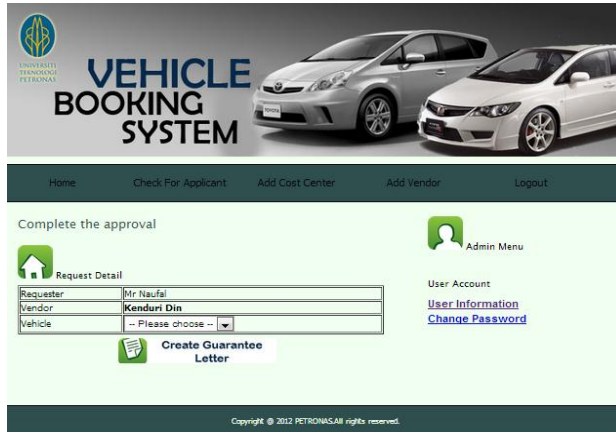 UNIVERSITI
TEKNOLOGI
PETRONAS
VEHICLE
BOOKING
SYSTEM
TOYOTA
Home Check For Applicant Add Cost Center Add Vendor Logout
Complete the approval
Admin Menu
Request Detail
User Account
Requester Mr Naufal
Vendor Kenduri Din
Vehicle -- Please choose --
User Information
Change Password
Create Guarantee
Letter
Copyright @ 2012 PETRONAS.All rights reserved.